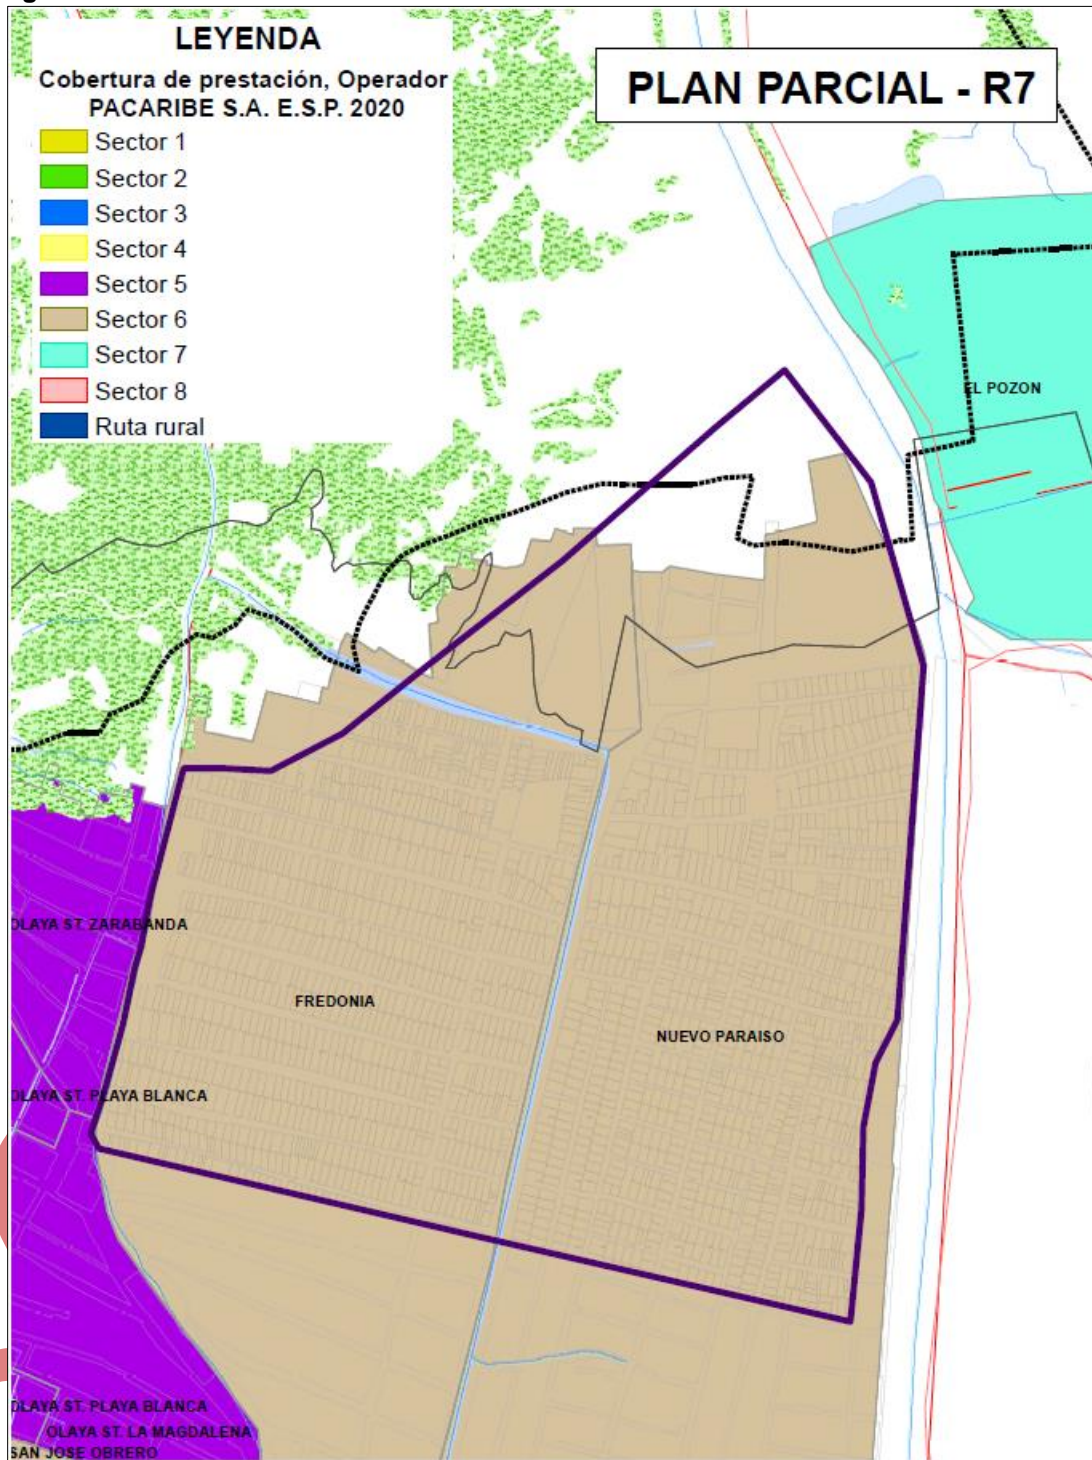 LEYENDA
Cobertura de prestación, Operador
PACARIBE S.A. E.S.P. 2020
Sector 1
Sector 2
Sector 3
Sector 4
Sector 5
Sector 6
Sector 7
Sector 8
Ruta rural
PLAN PARCIAL - R7
EL POZON
OLAYA ST. ZARABANDA
FREDONIA
NUEVO PARAISO
OLAYA ST. PLAYA BLANCA
OLAYA ST. PLAYA BLANCA
OLAYA ST. LA MAGDALENA
SAN JOSE OBRERO